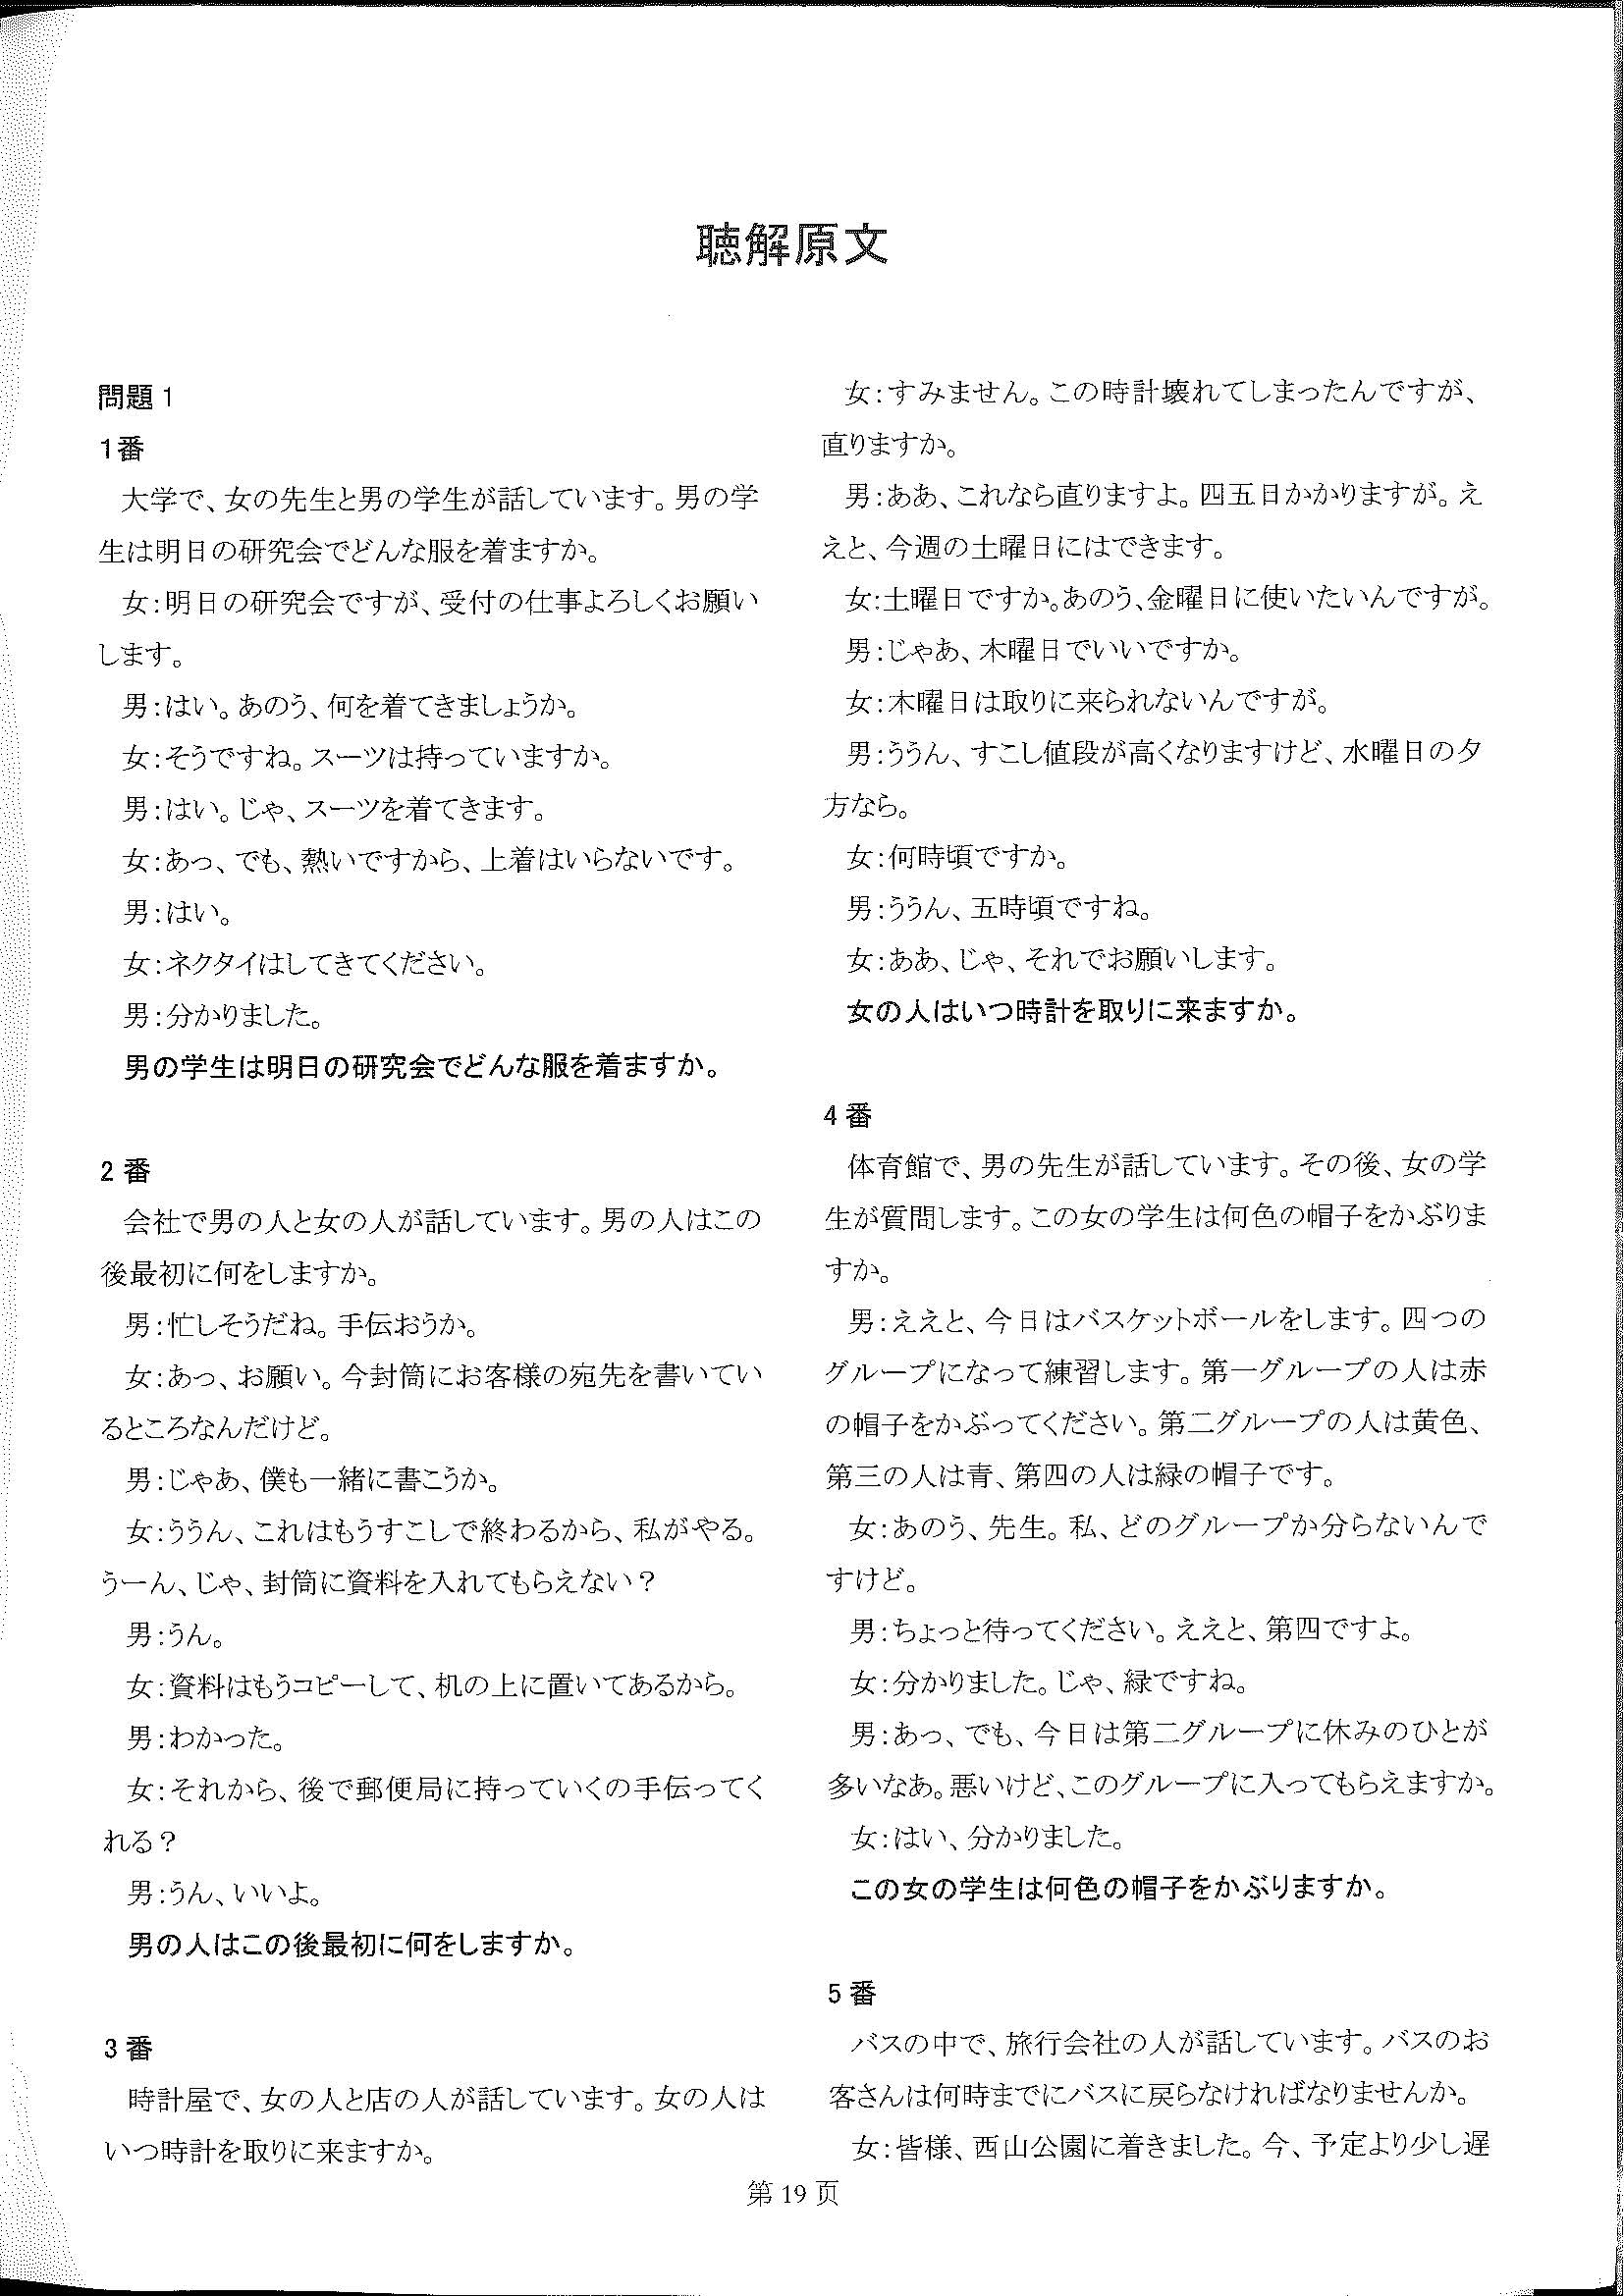 聴解原文
問題1
1番
大学で、女の先生と男の学生が話しています。男の学
生は明日の研究会でどんな服を着ますか。
女:明日の研究会ですが、受付の仕事よろしくお願い
します。
男:はい。あのう、何を着てきましょうか。
女:そうですね。スーツは持っていますか。
男:はい。じゃ、スーツを着てきます。
女:あっ、でも、熱いですから、上着はいらないです。
男:はい。
女:ネクタイはしてきてください。
男:分かりました。
男の学生は明日の研究会でどんな服を着ますか。
2番
会社で男の人と女の人が話しています。男の人はこの
後最初に何をしますか。
男:忙しそうだね。手伝おうか。
女:あっ、お願い。今封筒にお客様の宛先を書いてい
るところなんだけど。
男:じゃあ、僕も一緒に書こうか。
女:ううん、これはもうすこしで終わるから、私がやる。
うーん、じゃ、封筒に資料を入れてもらえない?
男:うん。
女:資料はもうコピーして、机の上に置いてあるから。
男:わかった。
女:それから、後で郵便局に持っていくの手伝ってく
れる?
男:うん、いいよ。
男の人はこの後最初に何をしますか。
3番
時計屋で、女の人と店の人が話しています。女の人は
いつ時計を取りに来ますか。
女:すみません。この時計壊れてしまったんですが、
直りますか。
男:ああ、これなら直りますよ。四五日かかりますが。え
えと、今週の土曜日にはできます。
女:土曜日ですか。あのう、金曜日に使いたいんですが。
男:じゃあ、木曜日でいいですか。
女:木曜日は取りに来られないんですが。
男:ううん、すこし値段が高くなりますけど、水曜日の夕
方なら。
女:何時頃ですか。
男:ううん、五時頃ですね。
女:ああ、じゃ、それでお願いします。
女の人はいつ時計を取りに来ますか。
4番
体育館で、男の先生が話しています。その後、女の学
生が質問します。この女の学生は何色の帽子をかぶりま
すか。
男:ええと、今日はバスケットボールをします。四つの
グループになって練習します。第一グループの人は赤
の帽子をかぶってください。第二グループの人は黄色、
第三の人は青、第四の人は緑の帽子です。
女:あのう、先生。私、どのグループか分らないんで
すけど。
男:ちょっと待ってください。ええと、第四ですよ。
女:分かりました。じゃ、緑ですね。
男:あっ、でも、今日は第二グループに休みのひとが
多いなあ。悪いけど、このグループに入ってもらえますか。
女:はい、分かりました。
この女の学生は何色の帽子をかぶりますか。
5番
バスの中で、旅行会社の人が話しています。バスのお
客さんは何時までにバスに戻らなければなりませんか。
女:皆様、西山公園に着きました。今、予定より少し遅
第19页